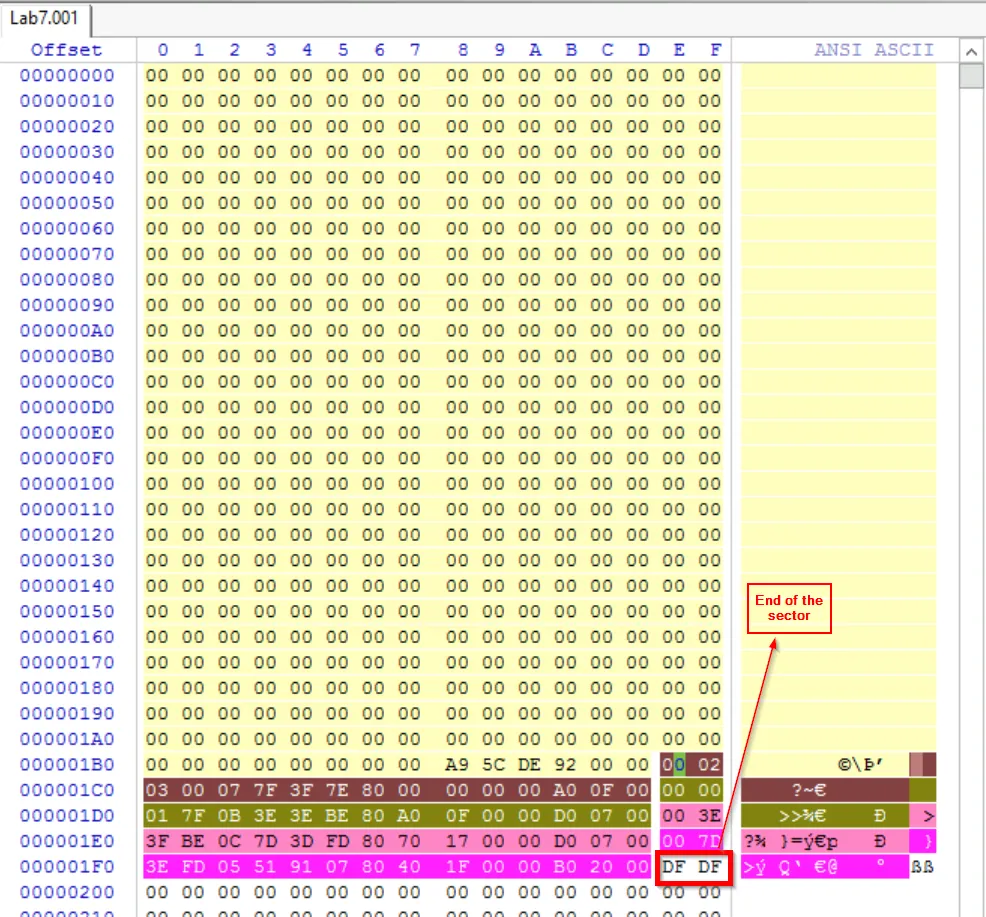 Lab7.001
Offset 0 1 2 3 4 5 6 7 8 9 A B C D E F ANSI ASCII
00000000 00 00 00 00 00 00 00 00 00 00 00 00 00 00 00 00
00000010 00 00 00 00 00 00 00 00 00 00 00 00 00 00 00 00
00000020 00 00 00 00 00 00 00 00 00 00 00 00 00 00 00 00
00000030 00 00 00 00 00 00 00 00 00 00 00 00 00 00 00 00
00000040 00 00 00 00 00 00 00 00 00 00 00 00 00 00 00 00
00000050 00 00 00 00 00 00 00 00 00 00 00 00 00 00 00 00
00000060 00 00 00 00 00 00 00 00 00 00 00 00 00 00 00 00
00000070 00 00 00 00 00 00 00 00 00 00 00 00 00 00 00 00
00000080 00 00 00 00 00 00 00 00 00 00 00 00 00 00 00 00
00000090 00 00 00 00 00 00 00 00 00 00 00 00 00 00 00 00
000000A0 00 00 00 00 00 00 00 00 00 00 00 00 00 00 00 00
000000B0 00 00 00 00 00 00 00 00 00 00 00 00 00 00 00 00
000000C0 00 00 00 00 00 00 00 00 00 00 00 00 00 00 00 00
000000D0 00 00 00 00 00 00 00 00 00 00 00 00 00 00 00 00
000000E0 00 00 00 00 00 00 00 00 00 00 00 00 00 00 00 00
000000F0 00 00 00 00 00 00 00 00 00 00 00 00 00 00 00 00
00000100 00 00 00 00 00 00 00 00 00 00 00 00 00 00 00 00
00000110 00 00 00 00 00 00 00 00 00 00 00 00 00 00 00 00
00000120 00 00 00 00 00 00 00 00 00 00 00 00 00 00 00 00
00000130 00 00 00 00 00 00 00 00 00 00 00 00 00 00 00 00
00000140 00 00 00 00 00 00 00 00 00 00 00 00 00 00 00 00
00000150 00 00 00 00 00 00 00 00 00 00 00 00 00 00 00 00
End of the
sector
00000160 00 00 00 00 00 00 00 00 00 00 00 00 00 00 00 00
00000170 00 00 00 00 00 00 00 00 00 00 00 00 00 00 00 00
00000180 00 00 00 00 00 00 00 00 00 00 00 00 00 00 00 00
00000190 00 00 00 00 00 00 00 00 00 00 00 00 00 00 00 00
000001A0 00 00 00 00 00 00 00 00 00 00 00 00 00 00 00 00
000001B0 00 00 00 00 00 00 00 00 A9 5C DE 92 00 00 00 02 ©\Þ’
000001C0 03 00 07 7F 3F 7E 80 00 00 00 00 A0 0F 00 00 00 ?~€
000001D0 01 7F 0B 3E 3E BE 80 A0 0F 00 00 D0 07 00 00 3E >>¾€ Ð >
000001E0 3F BE 0C 7D 3D FD 80 70 17 00 00 D0 07 00 00 7D ?¾ }=ý€p Ð }
000001F0 3E FD 05 51 91 07 80 40 1F 00 00 B0 20 00 DF DF >ý Q‘ €@ ° ßß
00000200 00 00 00 00 00 00 00 00 00 00 00 00 00 00 00 00